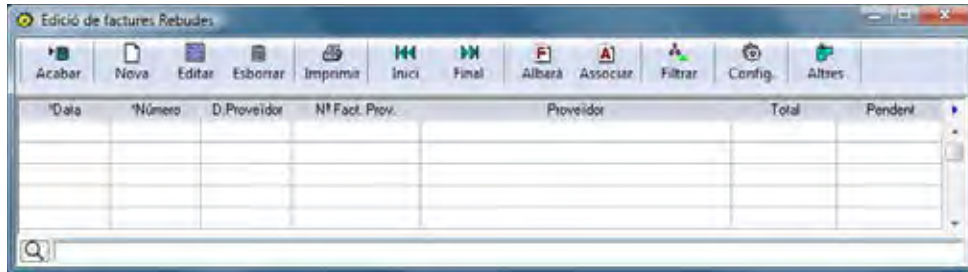 Edició de factures Rebudes
Acabar Nova Editar Esborrar Imprimir Inici Final Albarà Associar Filtrar Config. Altres
*Data *Número D.Proveïdor Nº Fact. Prov. Proveïdor Total Pendent